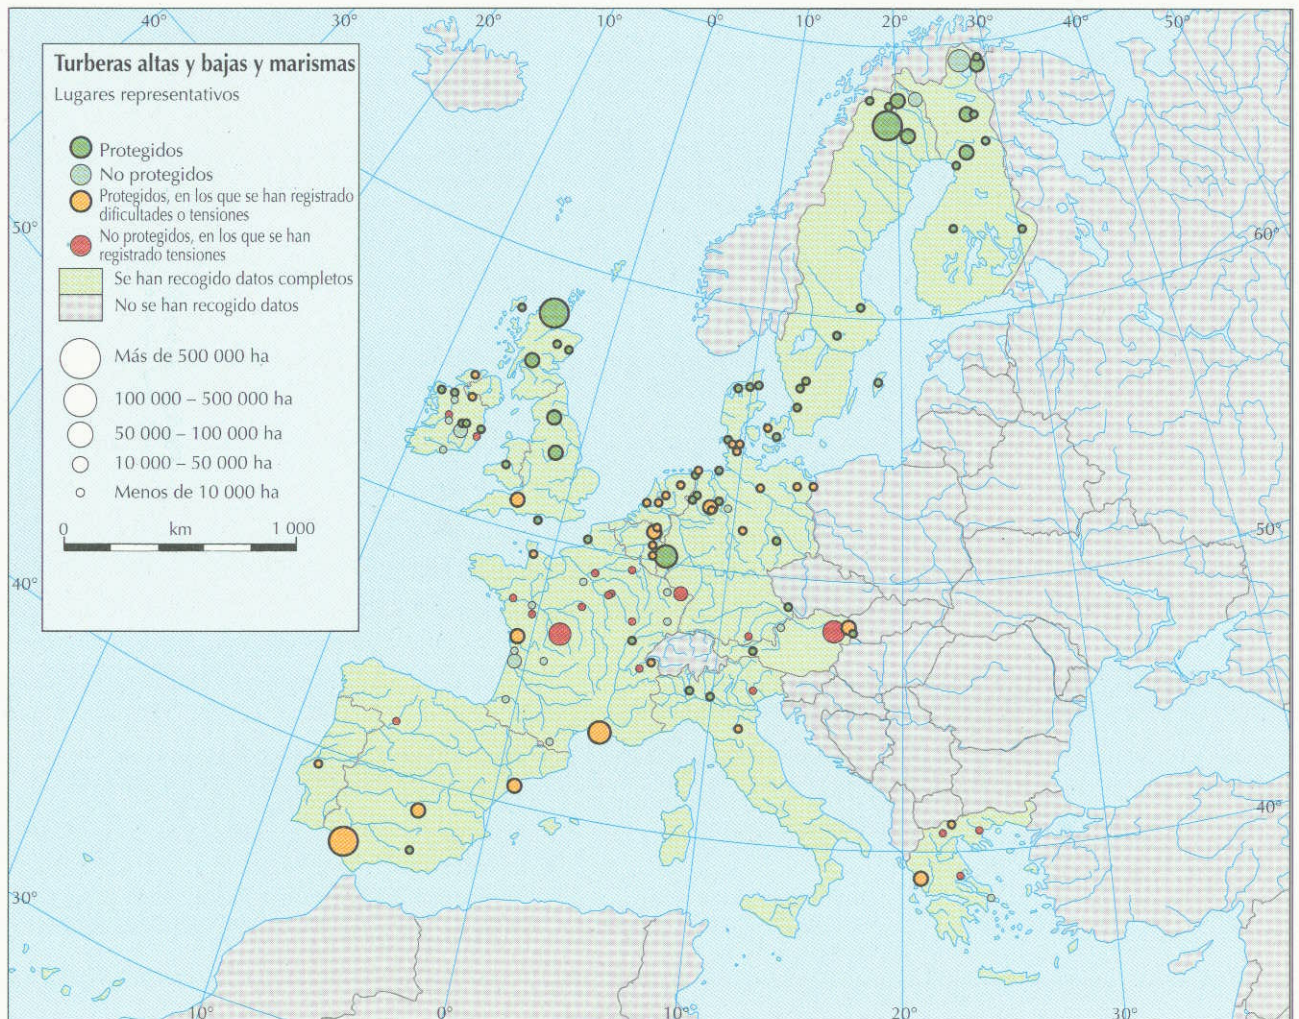 40°
30°
20°
10°
0°
10°
20°
30°
40°
50°
Turberas altas y bajas y marismas
Lugares representativos
Protegidos
No protegidos
Protegidos, en los que se han registrado
dificultades o tensiones
No protegidos, en los que se han
registrado tensiones
Se han recogido datos completos
No se han recogido datos
Más de 500 000 ha
100 000 – 500 000 ha
50 000 – 100 000 ha
10 000 – 50 000 ha
Menos de 10 000 ha
0 km 1 000
50°
60°
40°
50°
30°
40°
10°
0°
10°
20°
30°